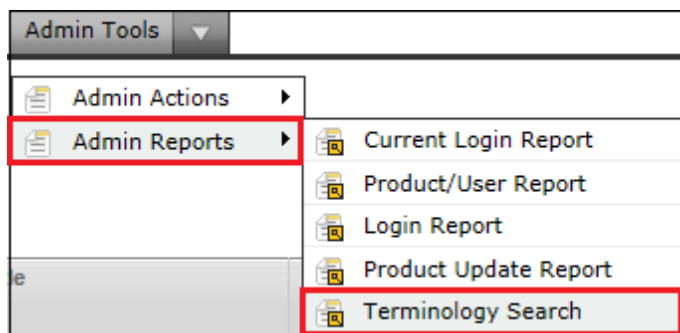 Admin Tools
Admin Actions
Admin Reports
Current Login Report
Product/User Report
Login Report
Product Update Report
Terminology Search